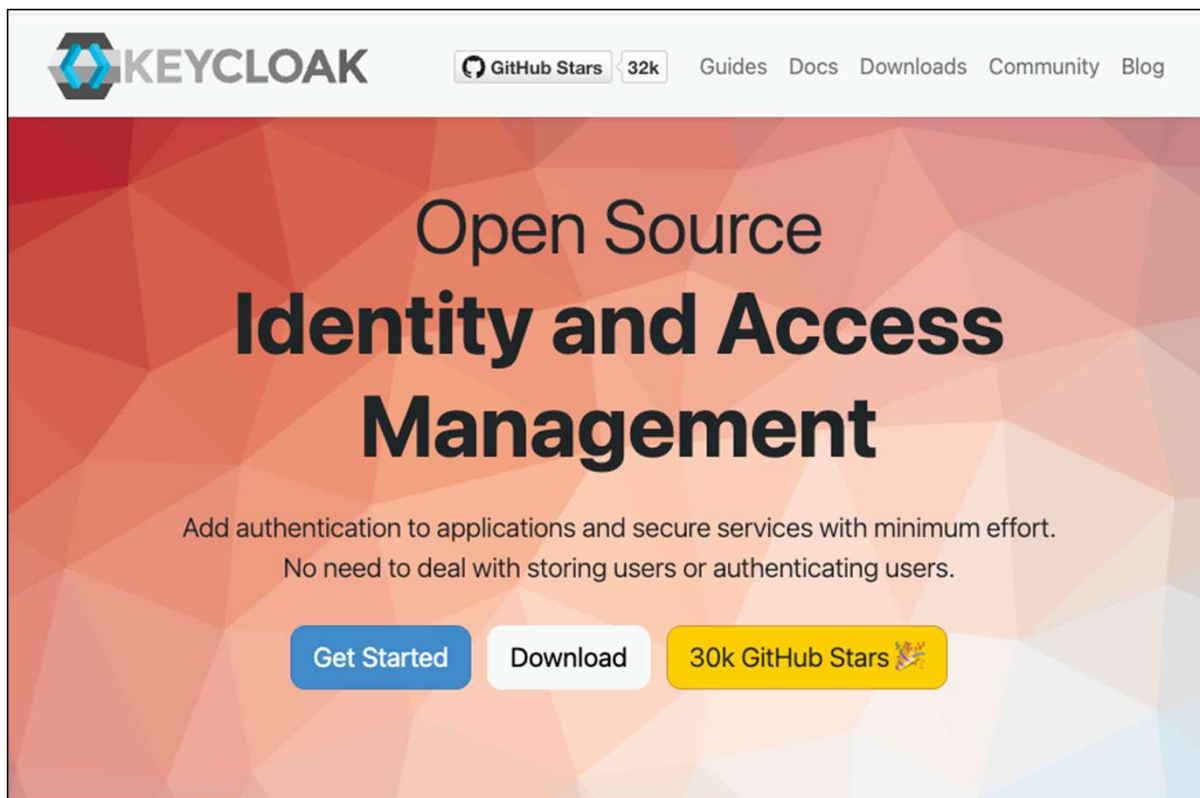 KEYCLOAK
GitHub Stars 32k Guides Docs Downloads Community Blog
Open Source
Identity and Access
Management
Add authentication to applications and secure services with minimum effort.
No need to deal with storing users or authenticating users.
Get Started Download 30k GitHub Stars 🎉